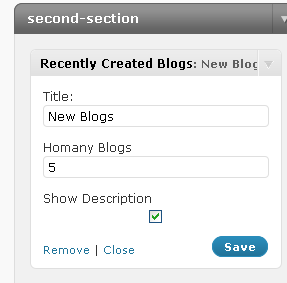 second-section
Recently Created Blogs: New Blog
Title:
New Blogs
Homany Blogs
5
Show Description
Remove | Close
Save